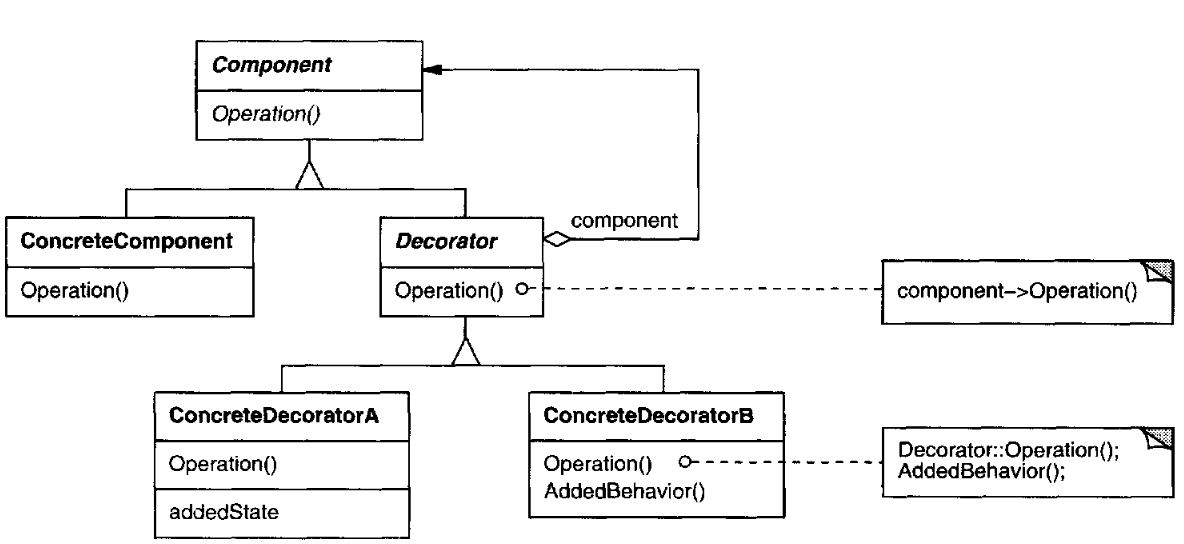 Component
Operation()
component
ConcreteComponent
Operation()
Decorator
Operation()
component->Operation()
ConcreteDecoratorA
Operation()
addedState
ConcreteDecoratorB
Operation()
AddedBehavior()
Decorator::Operation();
AddedBehavior();